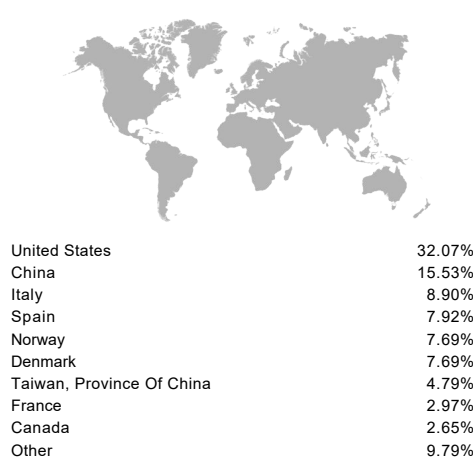 United States 32.07%
China 15.53%
Italy 8.90%
Spain 7.92%
Norway 7.69%
Denmark 7.69%
Taiwan, Province Of China 4.79%
France 2.97%
Canada 2.65%
Other 9.79%